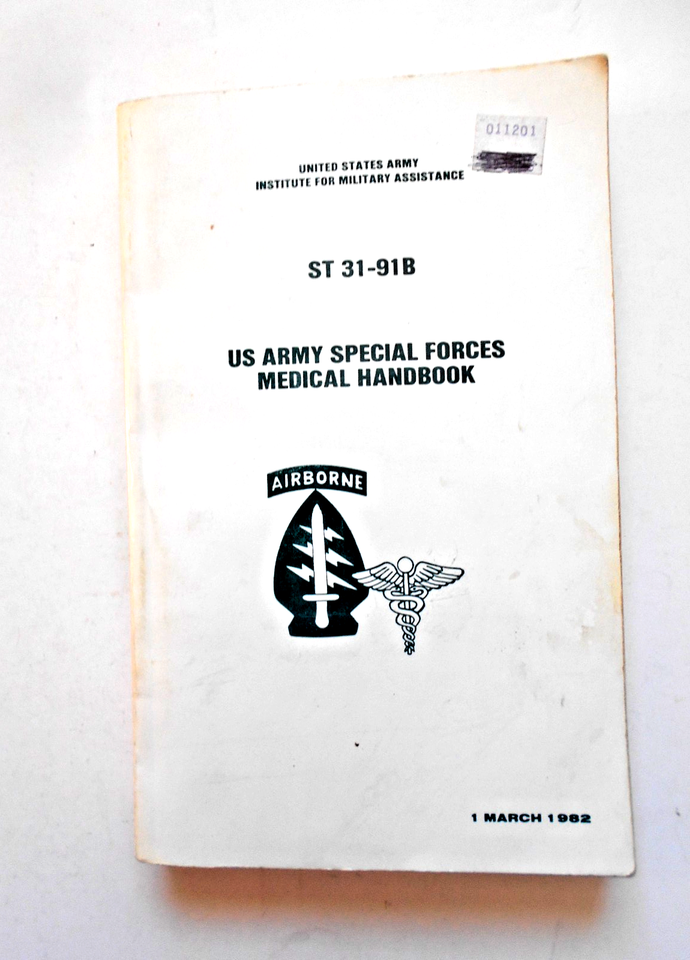 011201
UNITED STATES ARMY
INSTITUTE FOR MILITARY ASSISTANCE
ST 31-91B
US ARMY SPECIAL FORCES
MEDICAL HANDBOOK
AIRBORNE
1 MARCH 1982